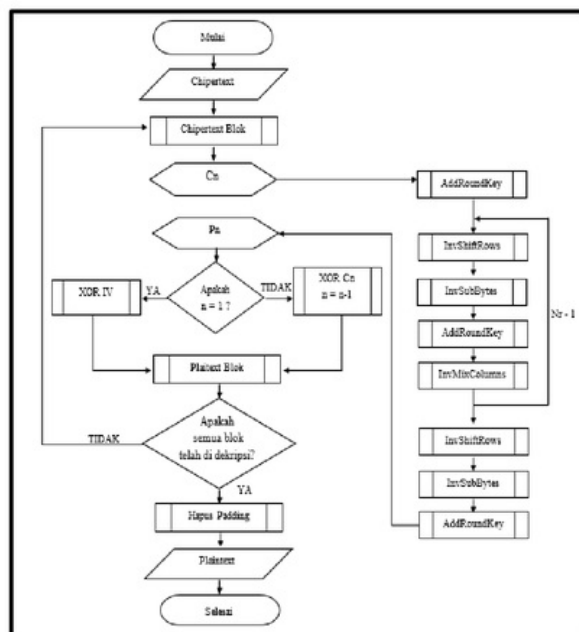 Mulai
Chipertext
Chipertext Blok
Cn
AddRoundKey
InvShiftRows
InvSubBytes
AddRoundKey
InvMixColumns
Nr - 1
InvShiftRows
InvSubBytes
AddRoundKey
Pn
Apakah
n = 1 ?
YA
TIDAK
XOR IV
XOR Cn
n = n-1
Plaitext Blok
Apakah
semua blok
telah di dekripsi?
TIDAK
YA
Hapus Padding
Plaintext
Selesai